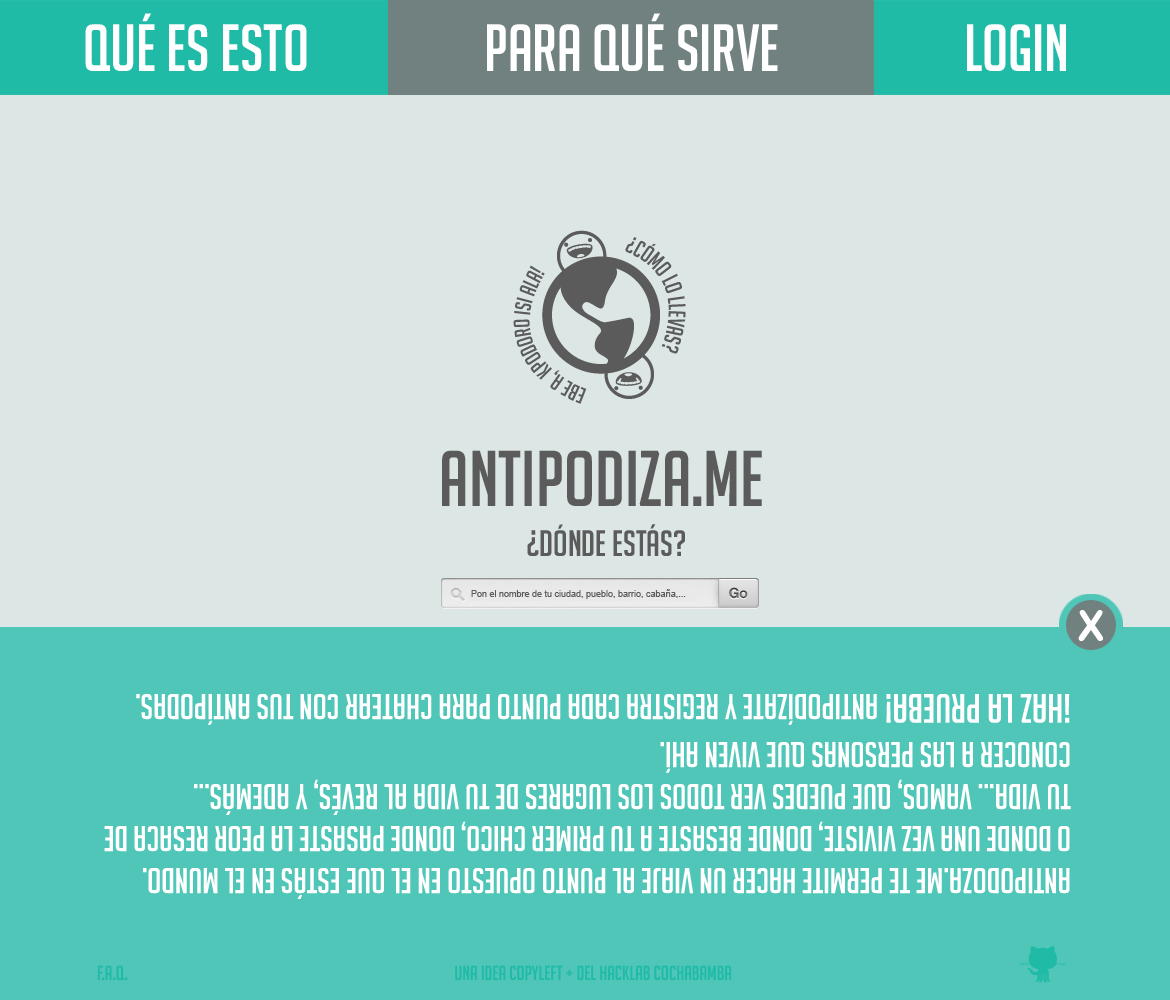 QUÉ ES ESTO
PARA QUÉ SIRVE
LOGIN
¿CÓMO LO LLEVAS?
EBE A, KPODORO ISI ALA!
ANTIPODIZA.ME
¿DÓNDE ESTÁS?
Pon el nombre de tu ciudad, pueblo, barrio, cabaña,...
Go
X
ANTIPODOZA.ME TE PERMITE HACER UN VIAJE AL PUNTO OPUESTO EN EL QUE ESTÁS EN EL MUNDO.
O DONDE UNA VEZ VIVISTE, DONDE BESASTE A TU PRIMER CHICO, DONDE PASASTE LA PEOR RESACA DE
TU VIDA... VAMOS, QUE PUEDES VER TODOS LOS LUGARES DE TU VIDA AL REVÉS, Y ADEMÁS...
CONOCER A LAS PERSONAS QUE VIVEN AHÍ.
¡HAZ LA PRUEBA! ANTIPODÍZATE Y REGISTRA CADA PUNTO PARA CHATEAR CON TUS ANTÍPODAS.
F.A.Q.
UNA IDEA COPYLEFT + DEL HACKLAB COCHABAMBA